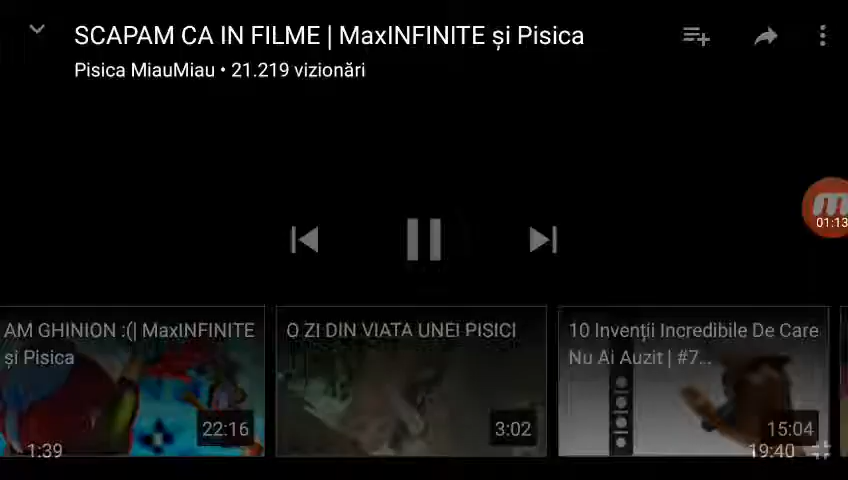 SCAPAM CA IN FILME | MaxINFINITE și Pisica
Pisica MiauMiau • 21.219 vizionări
01:13
AM GHINION :(| MaxINFINITE
și Pisica
22:16
O ZI DIN VIATA UNEI PISICI
3:02
10 Invenții Incredibile De Care
Nu Ai Auzit | #7...
15:04
1:39
19:40